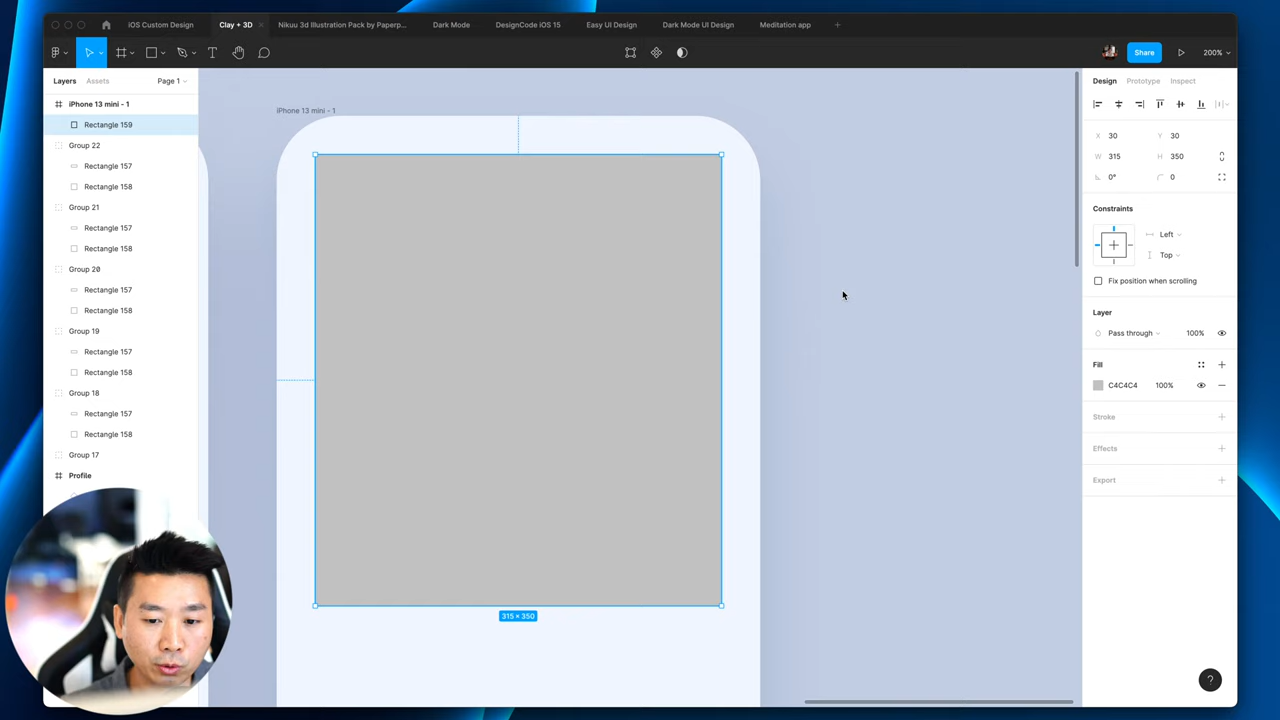 iOS Custom Design
Clay + 3D
Nikuu 3d Illustration Pack by Paperp...
Dark Mode
DesignCode iOS 15
Easy UI Design
Dark Mode UI Design
Meditation app
Share
200%
Layers
Assets
Page 1
iPhone 13 mini - 1
Rectangle 159
Group 22
Rectangle 157
Rectangle 158
Group 21
Rectangle 157
Rectangle 158
Group 20
Rectangle 157
Rectangle 158
Group 19
Rectangle 157
Rectangle 158
Group 18
Rectangle 157
Rectangle 158
Group 17
Profile
iPhone 13 mini - 1
315 × 350
Design
Prototype
Inspect
X 30
Y 30
W 315
H 350
0°
0
Constraints
Left
Top
Fix position when scrolling
Layer
Pass through
100%
Fill
C4C4C4
100%
Stroke
Effects
Export
?